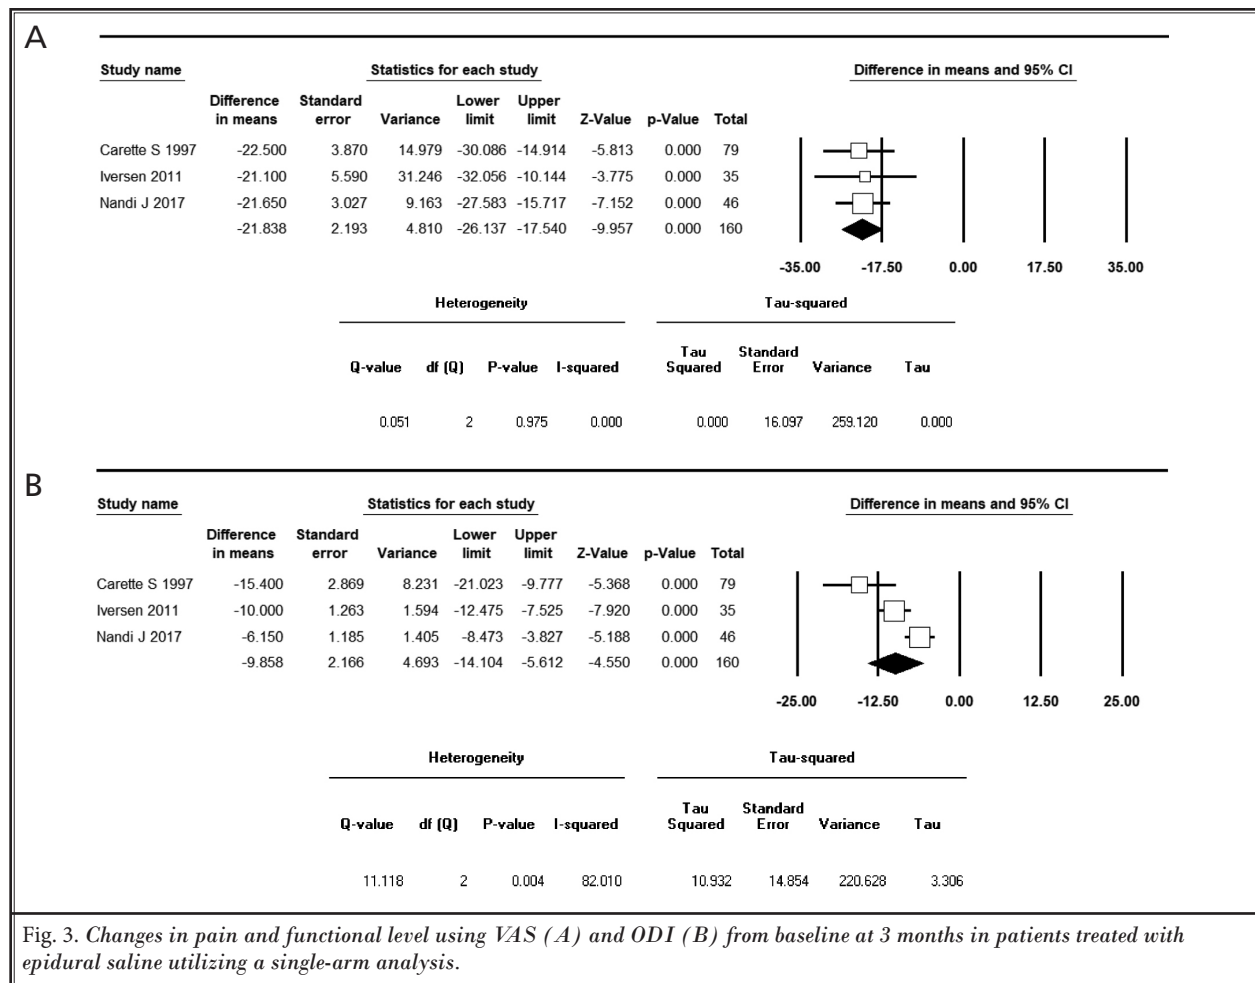 A
Study name Statistics for each study Difference in means and 95% CI
Difference Standard Lower Upper
in means error Variance limit limit Z-Value p-Value Total
Carette S 1997 -22.500 3.870 14.979 -30.086 -14.914 -5.813 0.000 79
Iversen 2011 -21.100 5.590 31.246 -32.056 -10.144 -3.775 0.000 35
Nandi J 2017 -21.650 3.027 9.163 -27.583 -15.717 -7.152 0.000 46
-21.838 2.193 4.810 -26.137 -17.540 -9.957 0.000 160
-35.00 -17.50 0.00 17.50 35.00
Heterogeneity Tau-squared
Tau Standard
Q-value df (Q) P-value I-squared Squared Error Variance Tau
0.051 2 0.975 0.000 0.000 16.097 259.120 0.000
B
Study name Statistics for each study Difference in means and 95% CI
Difference Standard Lower Upper
in means error Variance limit limit Z-Value p-Value Total
Carette S 1997 -15.400 2.869 8.231 -21.023 -9.777 -5.368 0.000 79
Iversen 2011 -10.000 1.263 1.594 -12.475 -7.525 -7.920 0.000 35
Nandi J 2017 -6.150 1.185 1.405 -8.473 -3.827 -5.188 0.000 46
-9.858 2.166 4.693 -14.104 -5.612 -4.550 0.000 160
-25.00 -12.50 0.00 12.50 25.00
Heterogeneity Tau-squared
Tau Standard
Q-value df (Q) P-value I-squared Squared Error Variance Tau
11.118 2 0.004 82.010 10.932 14.854 220.628 3.306
Fig. 3. Changes in pain and functional level using VAS (A) and ODI (B) from baseline at 3 months in patients treated with
epidural saline utilizing a single-arm analysis.